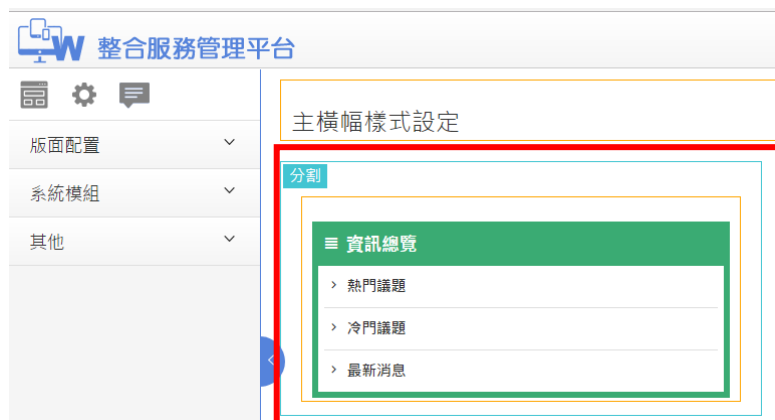 W 整合服務管理平台
版面配置
系統模組
其他
主橫幅樣式設定
分割
資訊總覽
熱門議題
冷門議題
最新消息